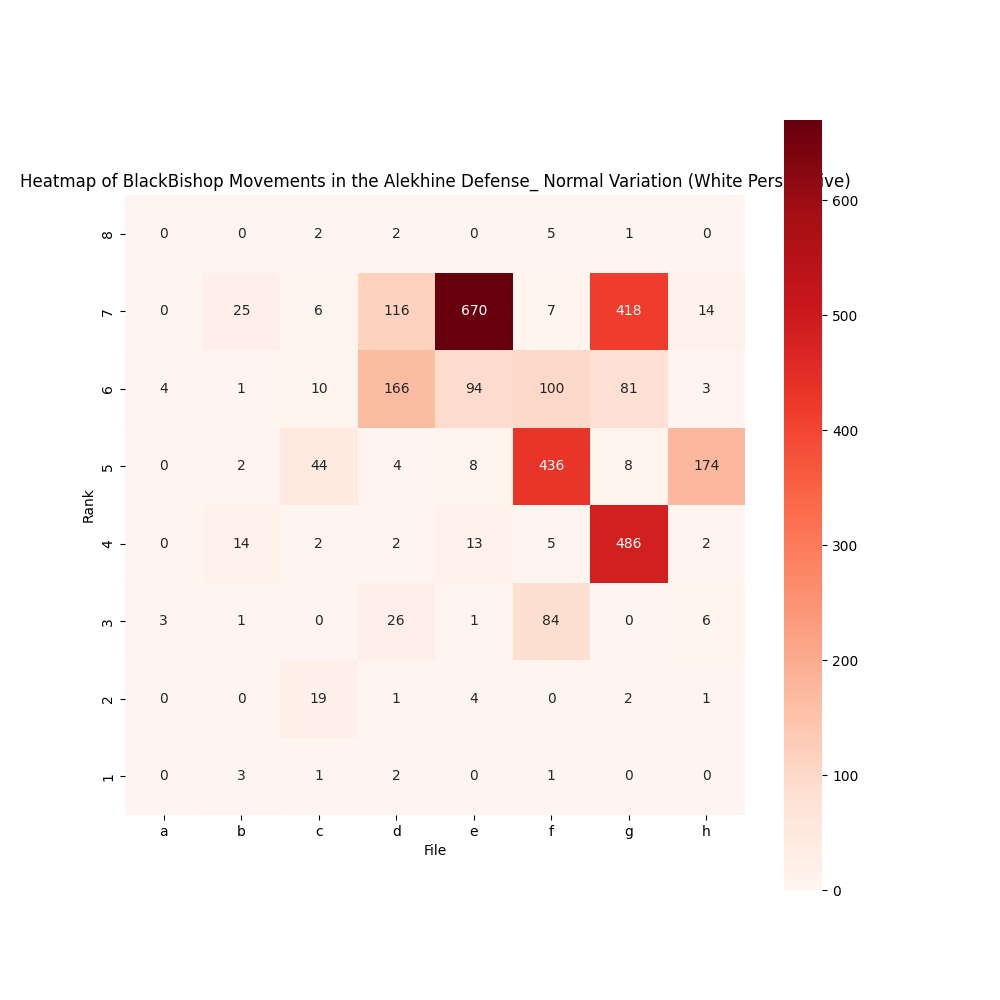 Heatmap of BlackBishop Movements in the Alekhine Defense_ Normal Variation (White Pers    ive)
8 0 0 2 2 0 5 1 0
7 0 25 6 116 670 7 418 14
6 4 1 10 166 94 100 81 3
5 0 2 44 4 8 436 8 174
4 0 14 2 2 13 5 486 2
3 3 1 0 26 1 84 0 6
2 0 0 19 1 4 0 2 1
1 0 3 1 2 0 1 0 0
a b c d e f g h
File
Rank
600
500
400
300
200
100
0